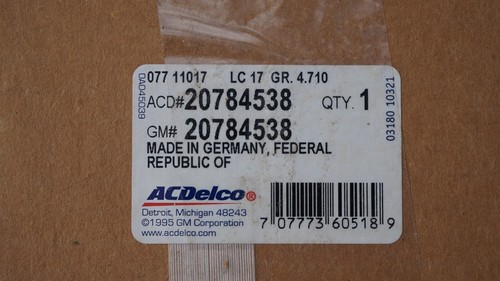 077 11017 LC 17 GR. 4.710
ACD# 20784538 QTY. 1
GM# 20784538
MADE IN GERMANY, FEDERAL
REPUBLIC OF
ACDelco®
Detroit, Michigan 48243
©1995 GM Corporation
www.acdelco.com
7 07773 60518 9
DAD45039
03180 10321